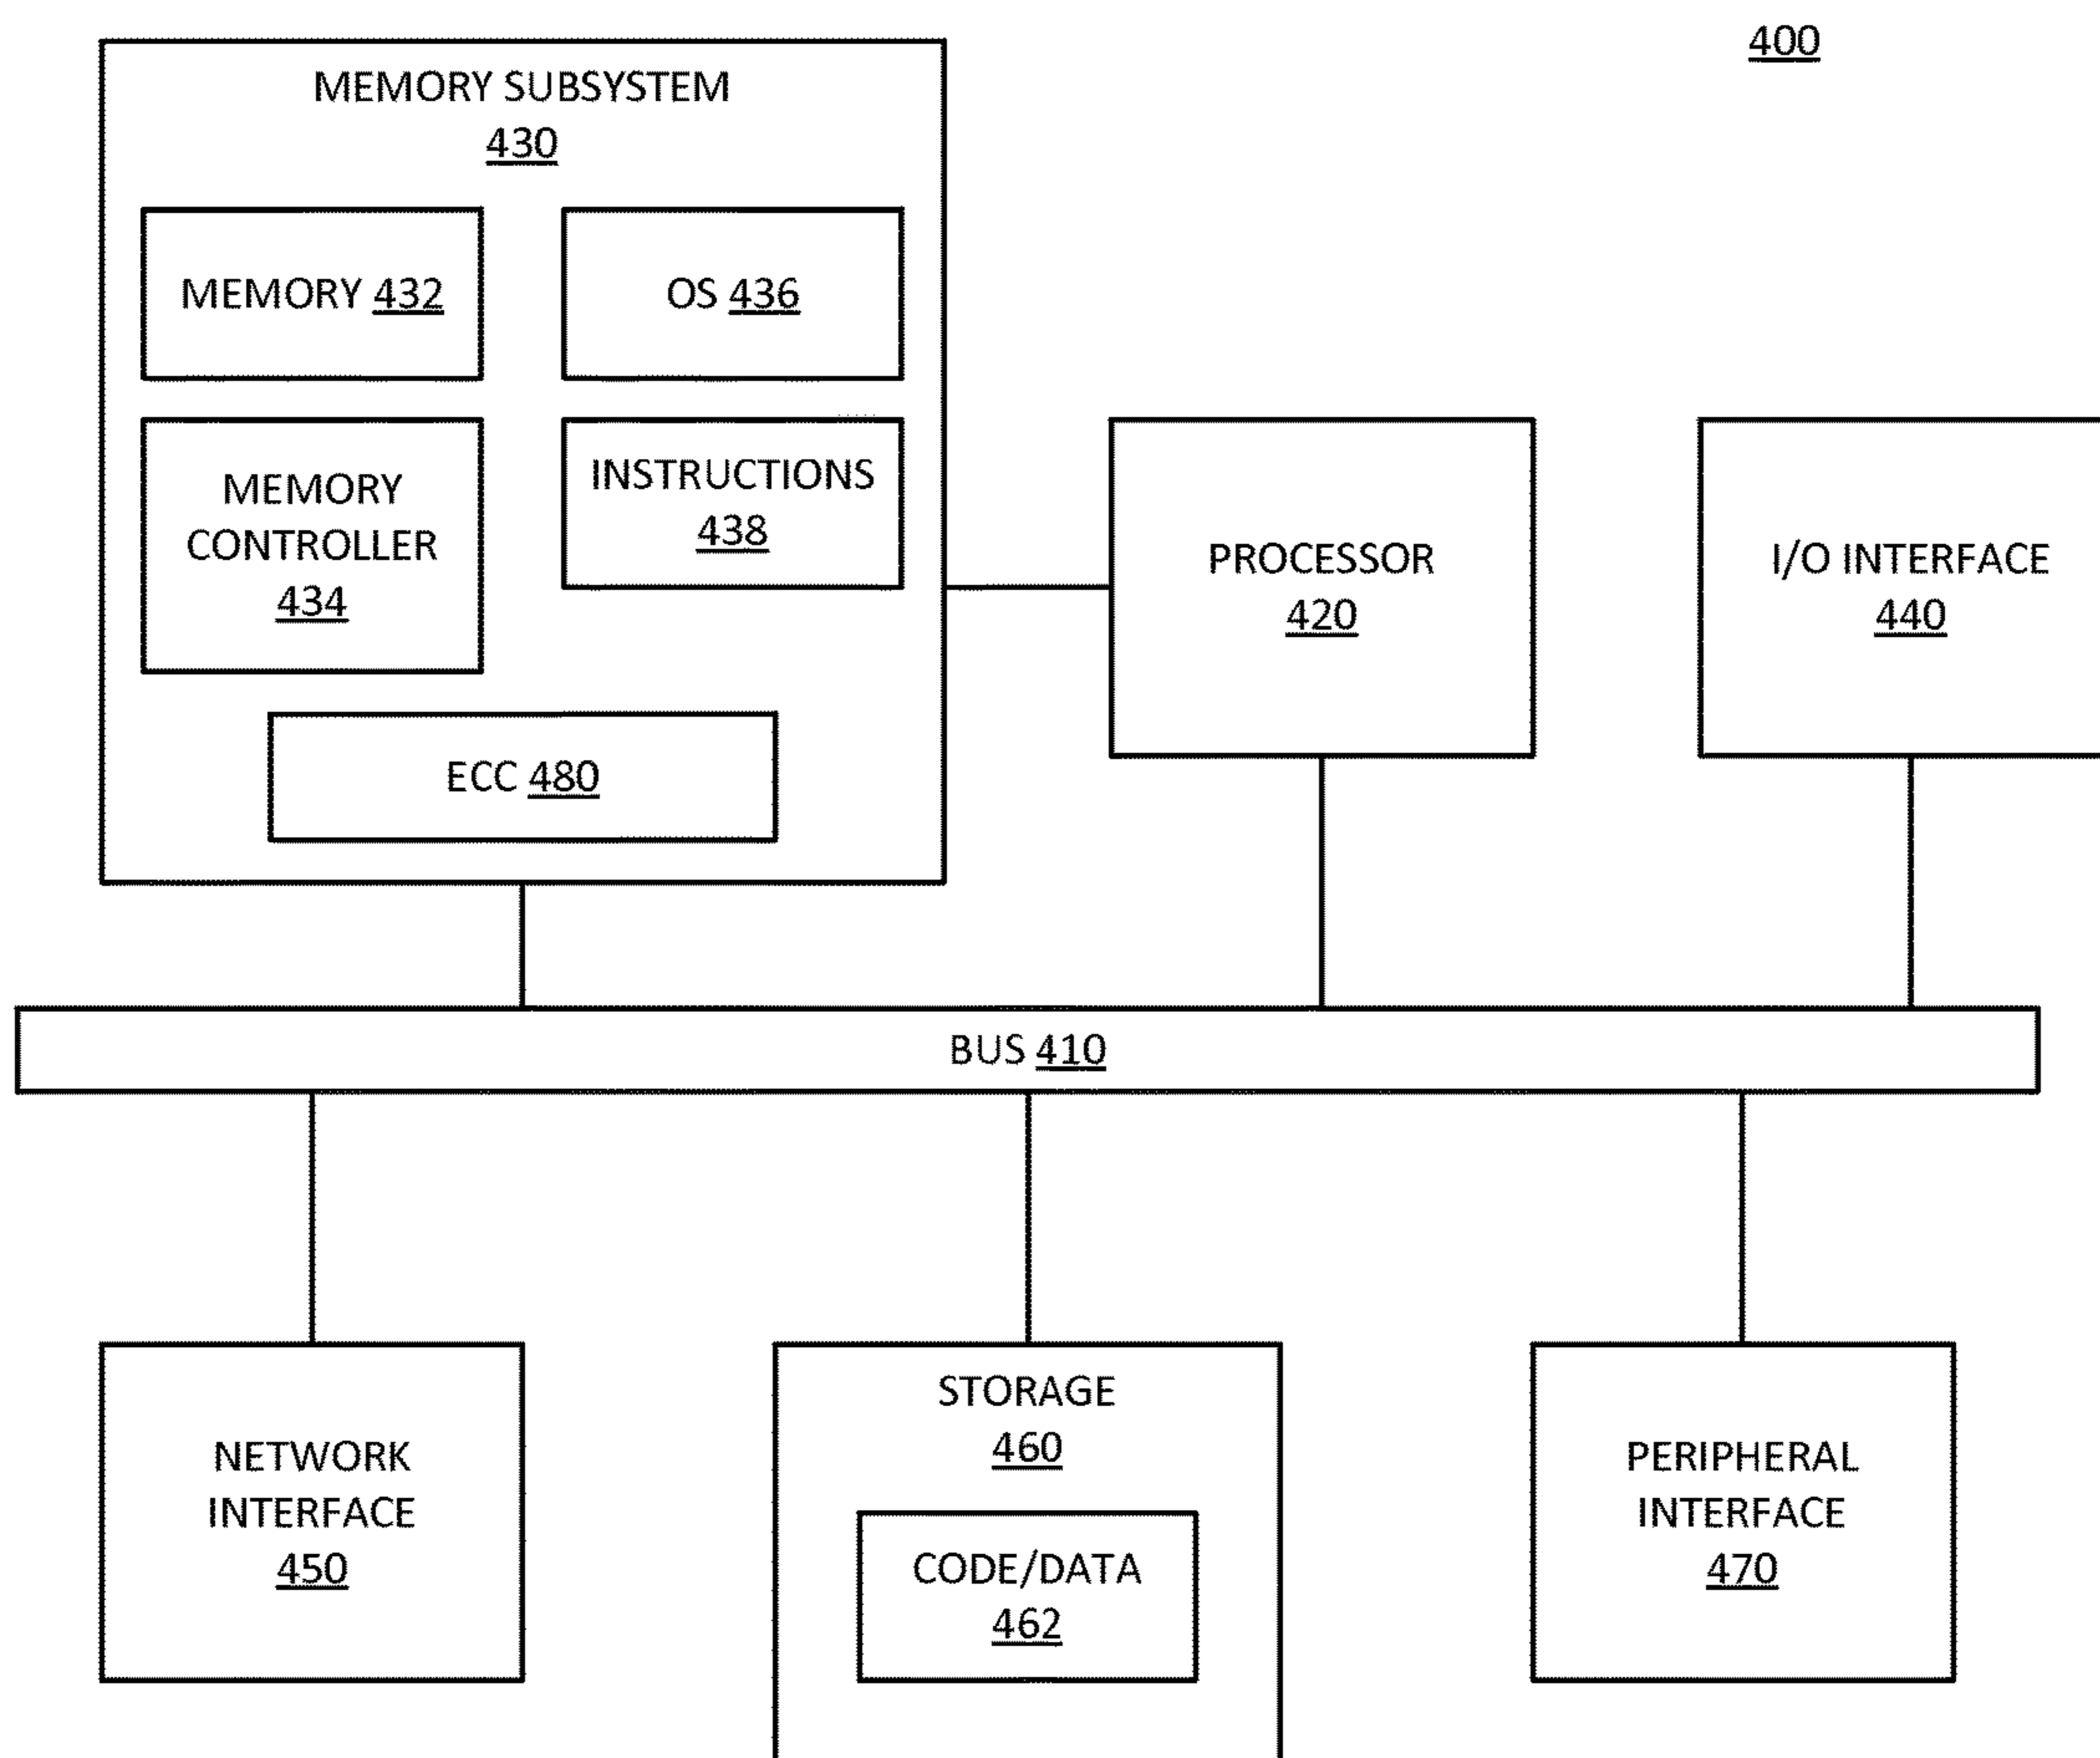 400
MEMORY SUBSYSTEM
430
MEMORY 432
OS 436
MEMORY
CONTROLLER
434
INSTRUCTIONS
438
ECC 480
PROCESSOR
420
I/O INTERFACE
440
BUS 410
NETWORK
INTERFACE
450
STORAGE
460
CODE/DATA
462
PERIPHERAL
INTERFACE
470